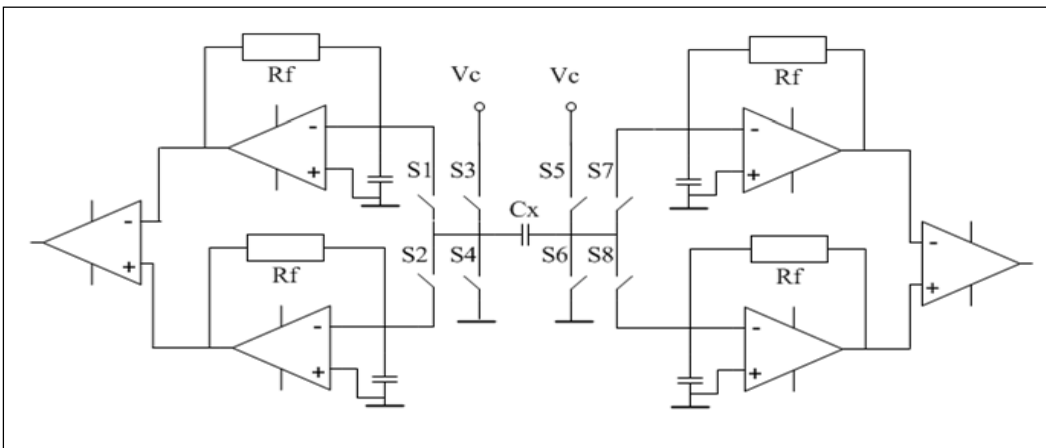 Rf
Rf
Vc
Vc
-
+
-
+
S1
S3
S5
S7
Cx
-
+
S2
S4
S6
S8
-
+
Rf
Rf
-
+
-
+